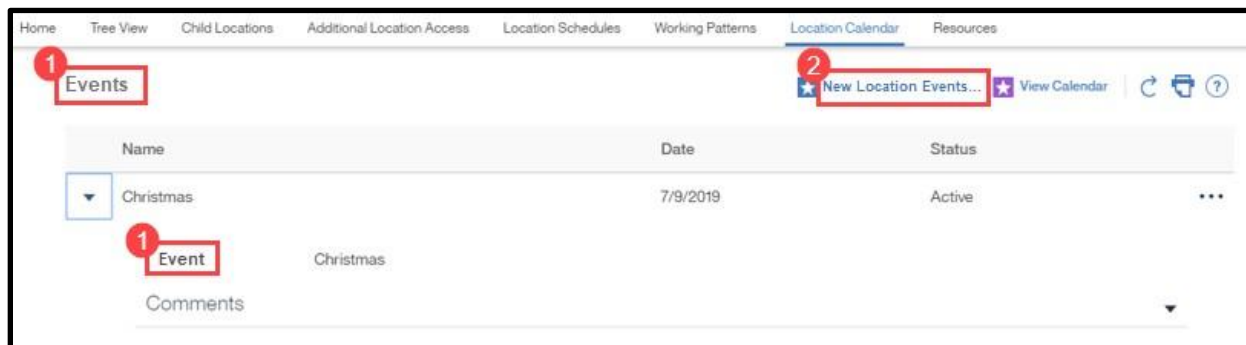 Home Tree View Child Locations Additional Location Access Location Schedules Working Patterns Location Calendar Resources
1 Events 2 New Location Events... View Calendar ?
Name Date Status
Christmas 7/9/2019 Active ...
1 Event Christmas
Comments